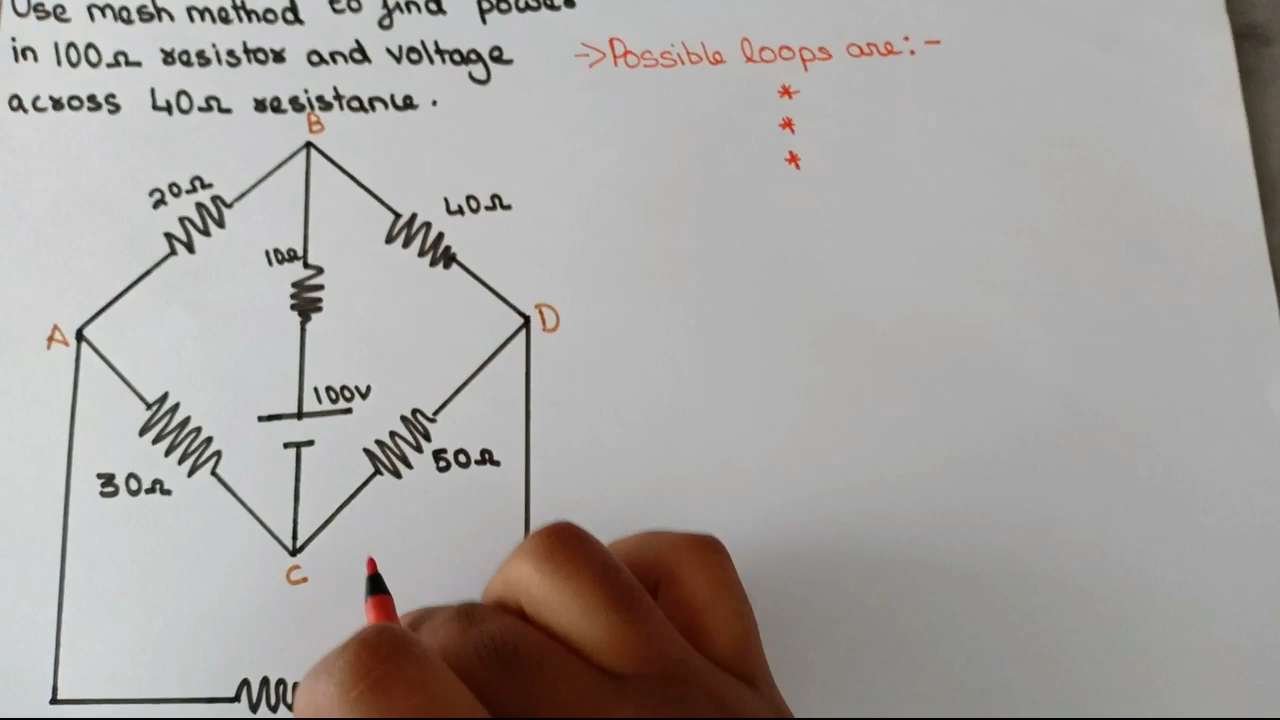 Use mesh method to find power
in 100Ω resistor and voltage
across 40Ω resistance.
→Possible loops are:-
*
*
*
B
20Ω
40Ω
10Ω
A
D
100V
30Ω
50Ω
C